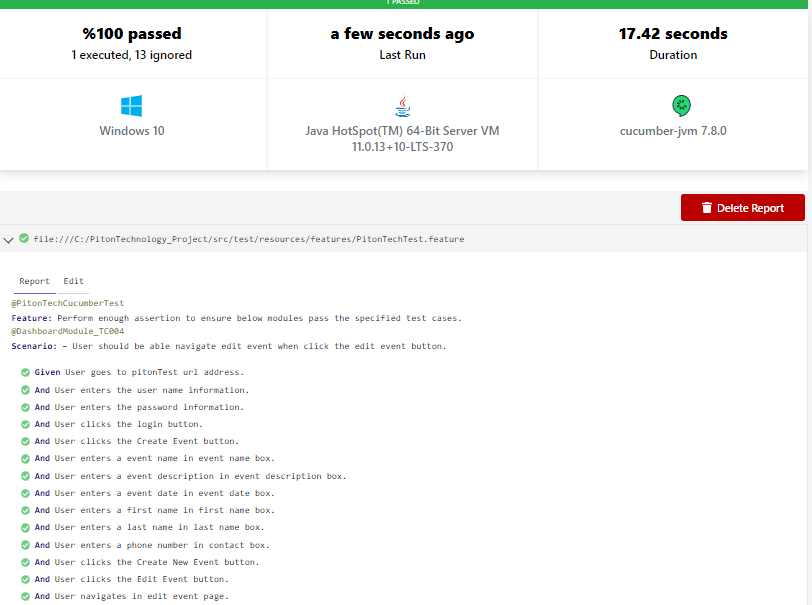 1 PASSED
%100 passed
1 executed, 13 ignored
a few seconds ago
Last Run
17.42 seconds
Duration
Windows 10
Java HotSpot(TM) 64-Bit Server VM
11.0.13+10-LTS-370
cucumber-jvm 7.8.0
Delete Report
file:///C:/PitonTechnology_Project/src/test/resources/features/PitonTechTest.feature
Report Edit
@PitonTechCucumberTest
Feature: Perform enough assertion to ensure below modules pass the specified test cases.
@DashboardModule_TC004
Scenario: – User should be able navigate edit event when click the edit event button.
Given User goes to pitonTest url address.
And User enters the user name information.
And User enters the password information.
And User clicks the login button.
And User clicks the Create Event button.
And User enters a event name in event name box.
And User enters a event description in event description box.
And User enters a event date in event date box.
And User enters a first name in first name box.
And User enters a last name in last name box.
And User enters a phone number in contact box.
And User clicks the Create New Event button.
And User clicks the Edit Event button.
And User navigates in edit event page.